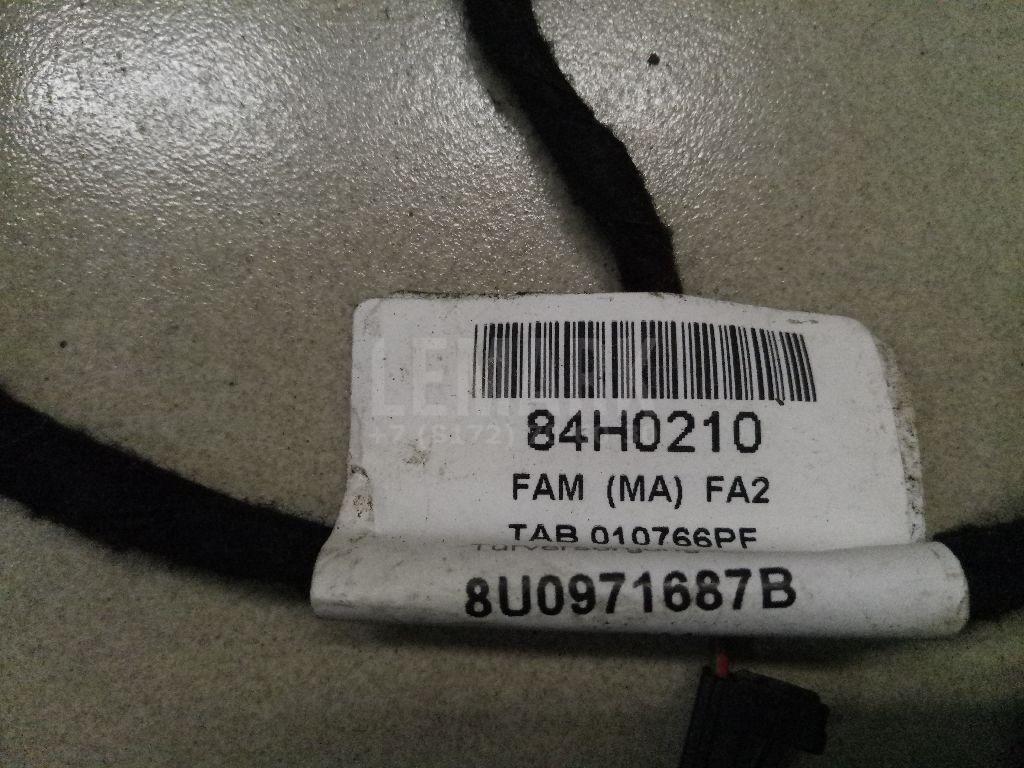 84H0210
FAM (MA) FA2
TAB 010766PF
8U0971687B